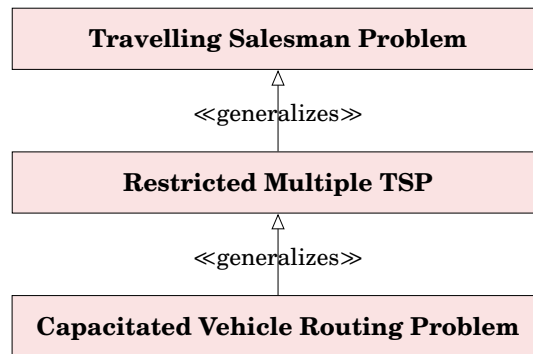 Travelling Salesman Problem
≪generalizes≫
Restricted Multiple TSP
≪generalizes≫
Capacitated Vehicle Routing Problem